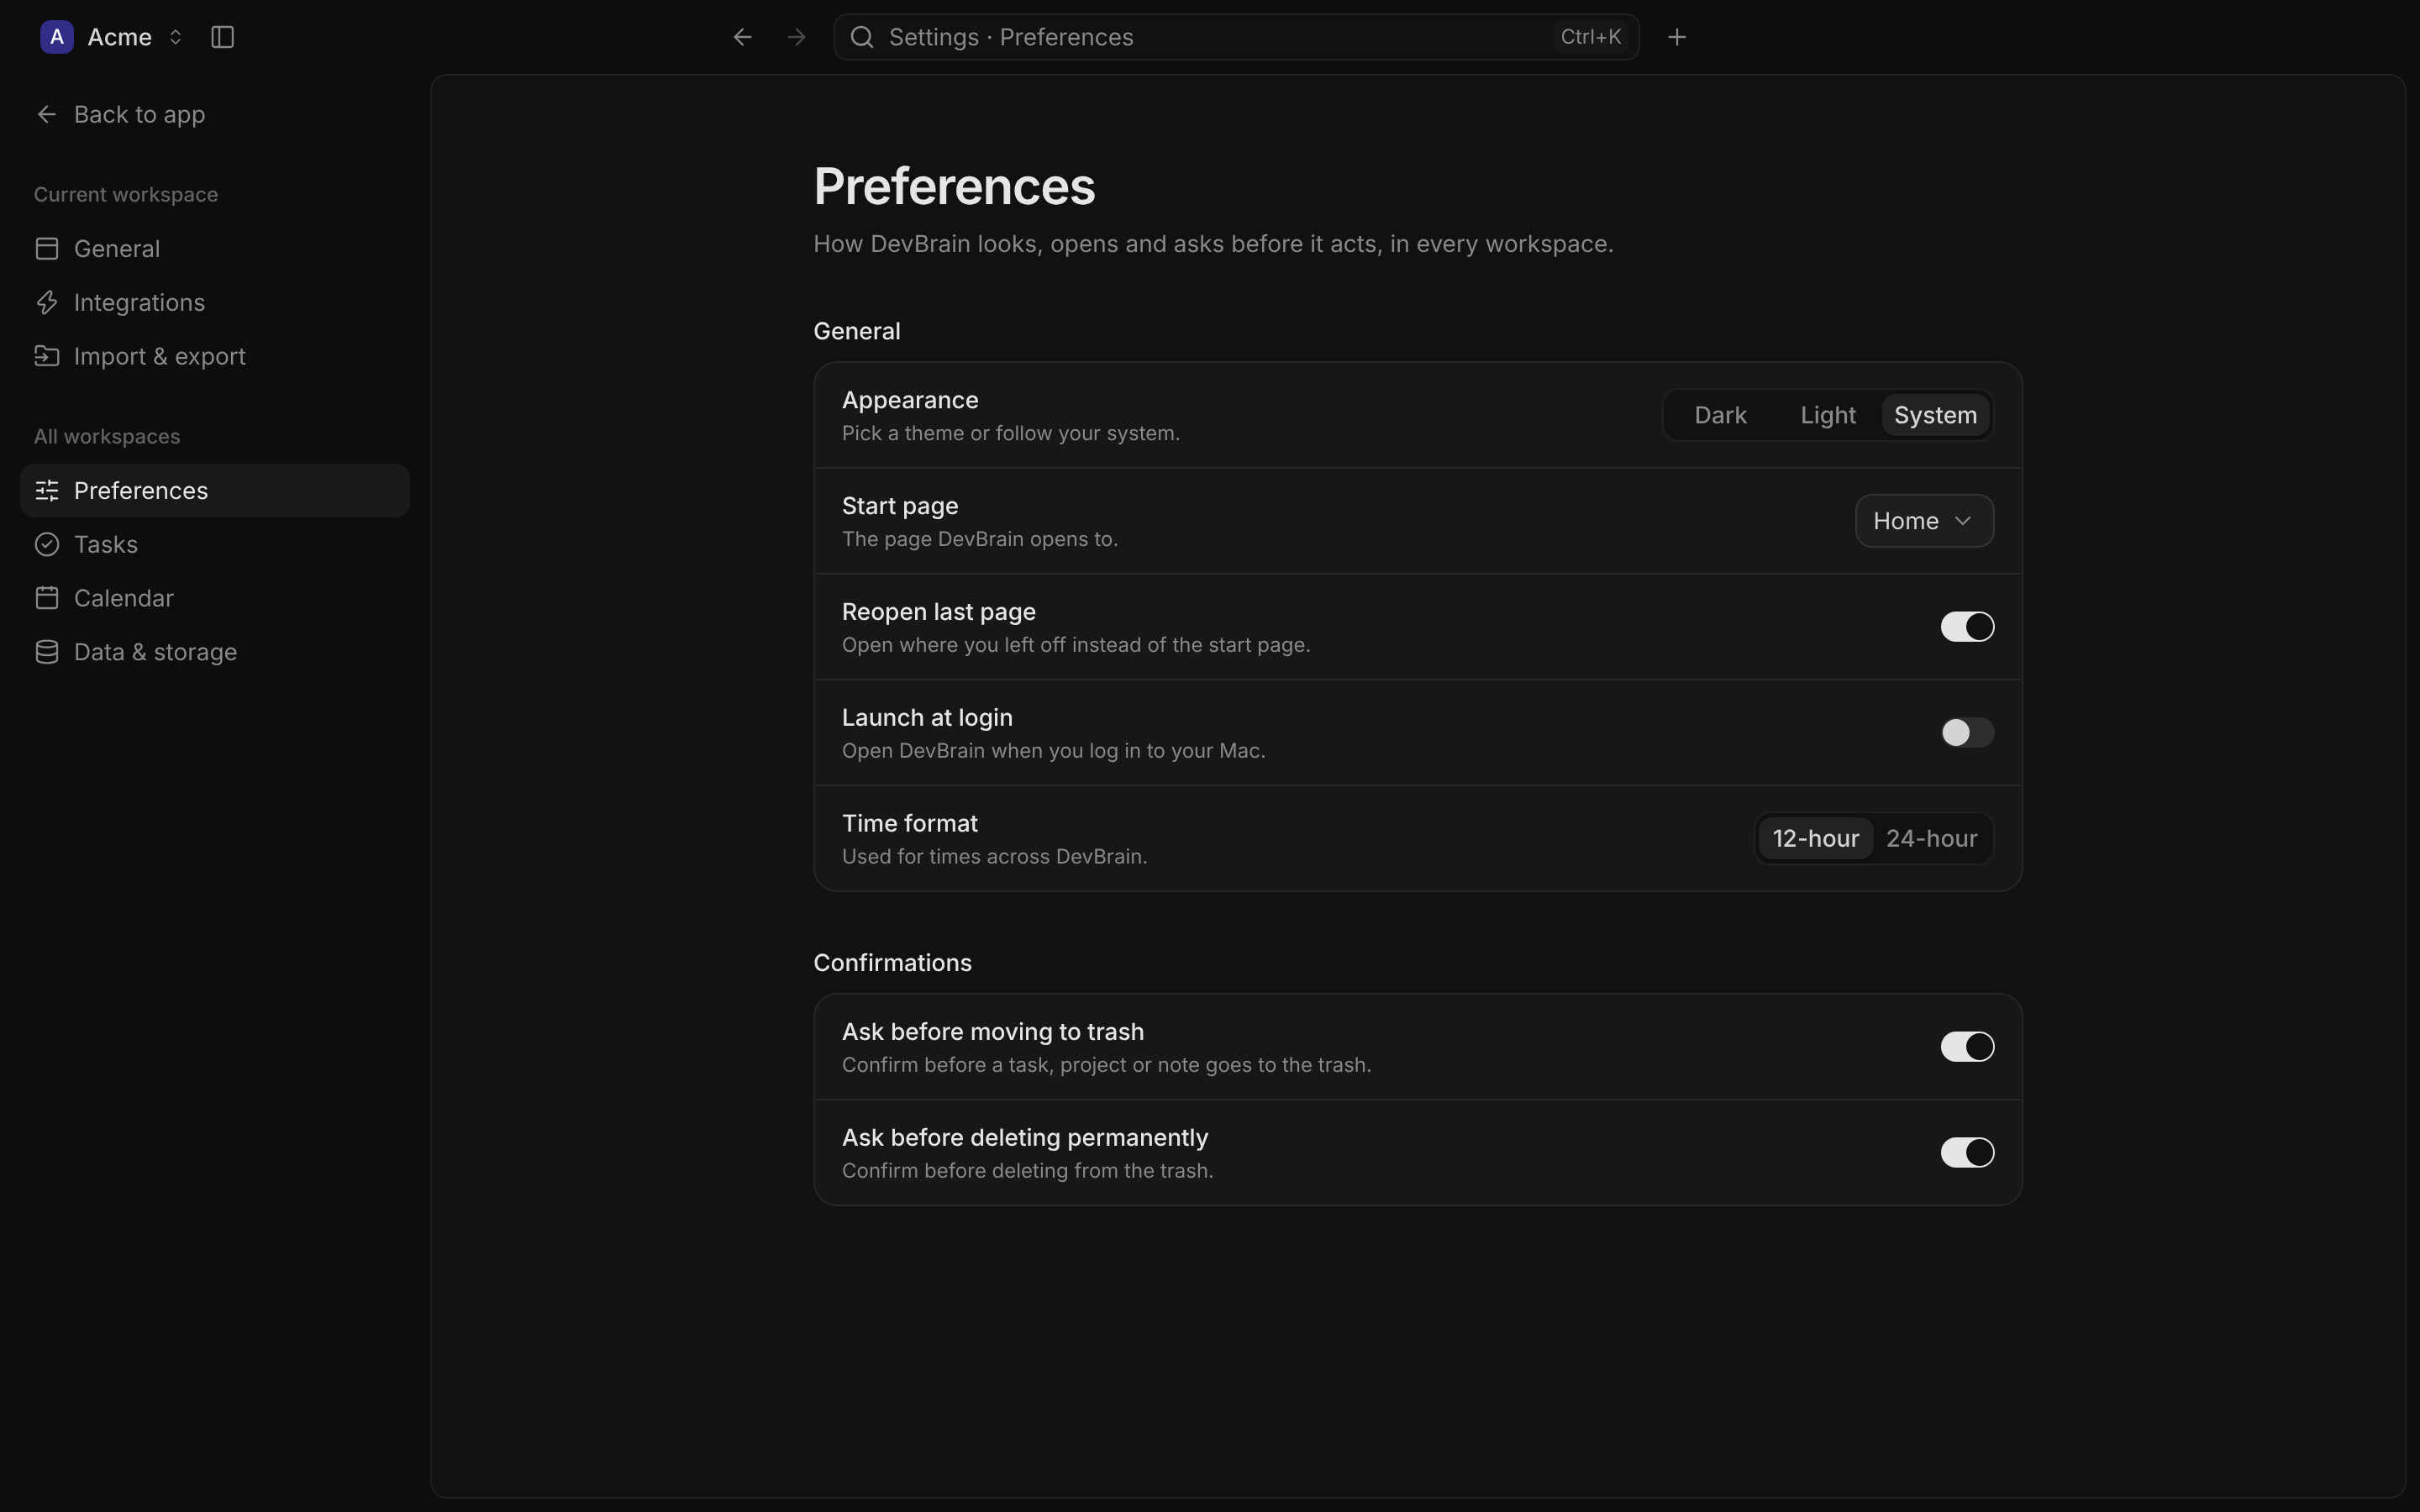 A Acme
Settings · Preferences Ctrl+K
Back to app
Current workspace
General
Integrations
Import & export
All workspaces
Preferences
Tasks
Calendar
Data & storage
Preferences
How DevBrain looks, opens and asks before it acts, in every workspace.
General
Appearance
Pick a theme or follow your system.
Dark Light System
Start page
The page DevBrain opens to.
Home
Reopen last page
Open where you left off instead of the start page.
Launch at login
Open DevBrain when you log in to your Mac.
Time format
Used for times across DevBrain.
12-hour 24-hour
Confirmations
Ask before moving to trash
Confirm before a task, project or note goes to the trash.
Ask before deleting permanently
Confirm before deleting from the trash.